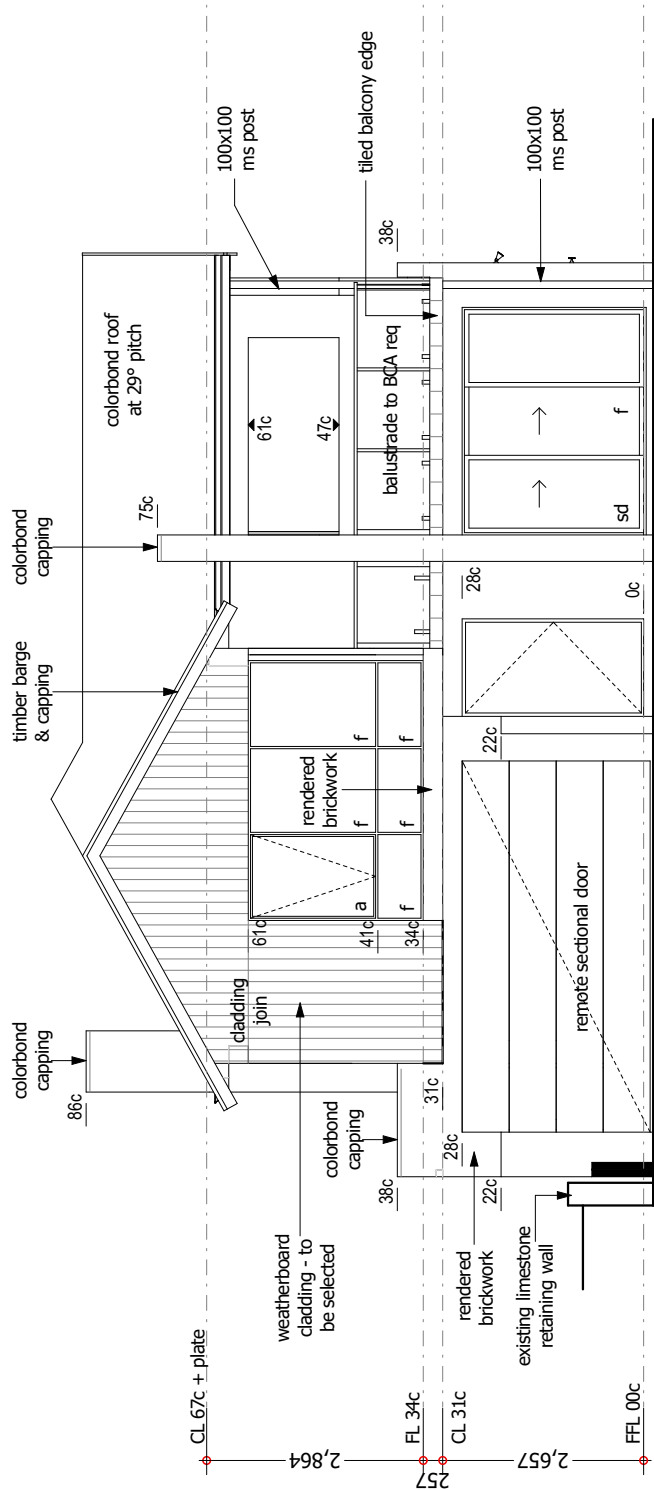 colorbond
capping
86c
timber barge
& capping
colorbond
capping
75c
colorbond roof
at 29° pitch
100x100
ms post
CL 67c + plate
cladding
join
61c
61c
47c
weatherboard
cladding - to
be selected
rendered
brickwork
a
f
f
41c
34c
f
f
f
balustrade to BCA req
38c
tiled balcony edge
colorbond
capping
38c
31c
28c
22c
rendered
brickwork
existing limestone
retaining wall
remote sectional door
22c
28c
0c
sd
f
100x100
ms post
2,864
FL 34c
257
CL 31c
2,657
FFL 00c